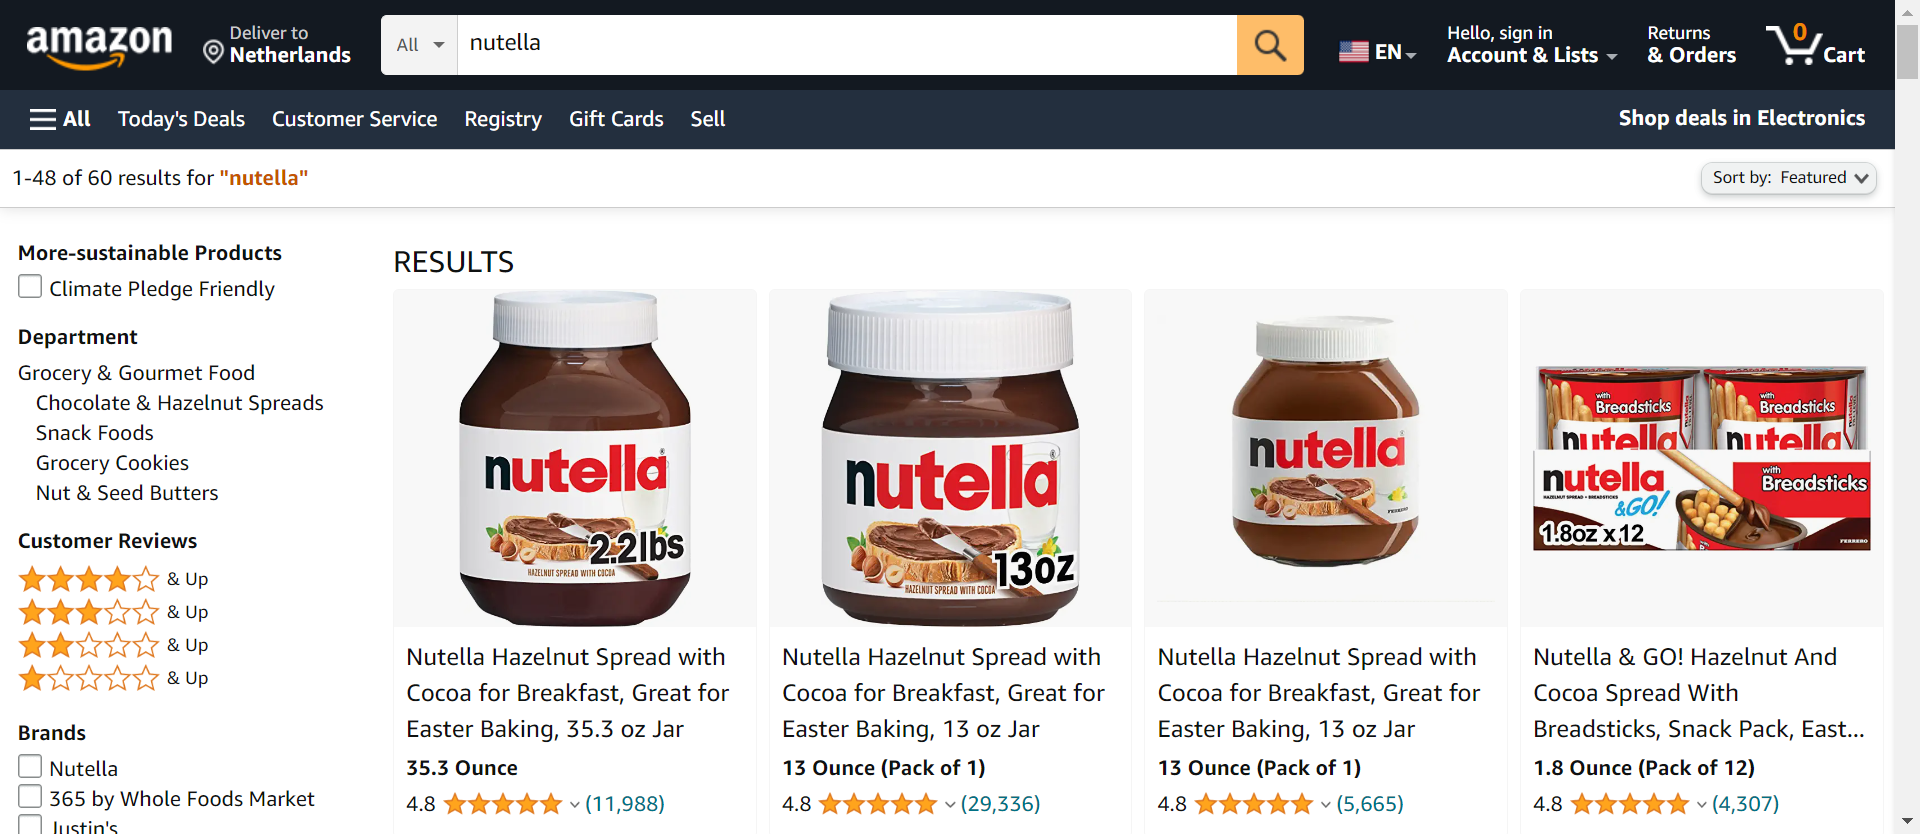 amazon
Deliver to
Netherlands
All
nutella
EN
Hello, sign in
Account & Lists
Returns
& Orders
0
Cart
All
Today's Deals
Customer Service
Registry
Gift Cards
Sell
Shop deals in Electronics
1-48 of 60 results for "nutella"
Sort by: Featured
More-sustainable Products
Climate Pledge Friendly
Department
Grocery & Gourmet Food
Chocolate & Hazelnut Spreads
Snack Foods
Grocery Cookies
Nut & Seed Butters
Customer Reviews
& Up
& Up
& Up
& Up
Brands
Nutella
365 by Whole Foods Market
Justin's
RESULTS
nutella
2.2lbs
HAZELNUT SPREAD WITH COCOA
Nutella Hazelnut Spread with
Cocoa for Breakfast, Great for
Easter Baking, 35.3 oz Jar
35.3 Ounce
4.8 (11,988)
nutella
13oz
HAZELNUT SPREAD WITH COCOA
Nutella Hazelnut Spread with
Cocoa for Breakfast, Great for
Easter Baking, 13 oz Jar
13 Ounce (Pack of 1)
4.8 (29,336)
nutella
FERRERO
Nutella Hazelnut Spread with
Cocoa for Breakfast, Great for
Easter Baking, 13 oz Jar
13 Ounce (Pack of 1)
4.8 (5,665)
with
Breadsticks
nutella
with
Breadsticks
nutella
nutella
HAZELNUT SPREAD + BREADSTICKS
&GO!
with
Breadsticks
1.8oz x 12
FERRERO
Nutella & GO! Hazelnut And
Cocoa Spread With
Breadsticks, Snack Pack, East...
1.8 Ounce (Pack of 12)
4.8 (4,307)